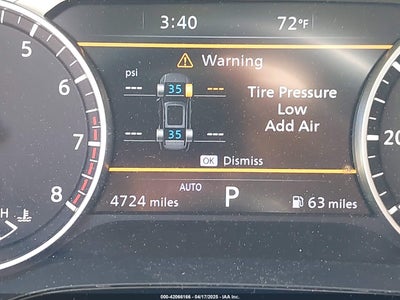 3:40 72°F
Warning
psi
--- 35 ---
Tire Pressure
Low
Add Air
--- 35 ---
OK Dismiss
5
6
7
8
20
AUTO
P
4724 miles
63 miles
H
000-42066166 - 04/17/2025 - IAA Inc.